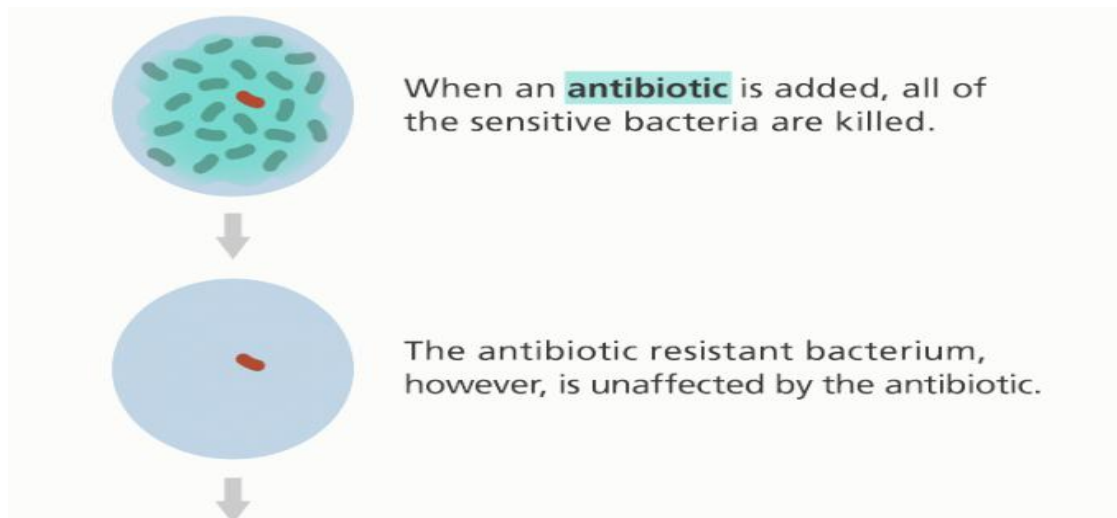 When an antibiotic is added, all of
the sensitive bacteria are killed.
The antibiotic resistant bacterium,
however, is unaffected by the antibiotic.